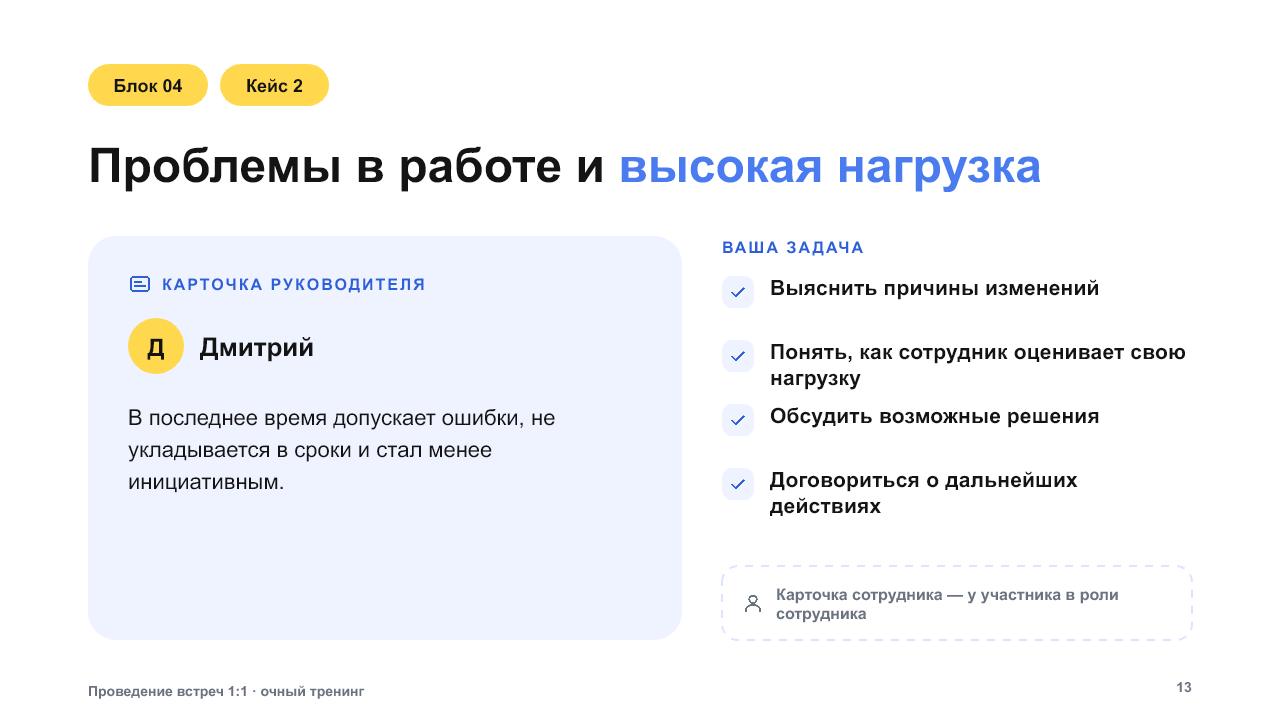 Блок 04
Кейс 2
Проблемы в работе и высокая нагрузка
КАРТОЧКА РУКОВОДИТЕЛЯ
Д
Дмитрий
В последнее время допускает ошибки, не
укладывается в сроки и стал менее
инициативным.
ВАША ЗАДАЧА
Выяснить причины изменений
Понять, как сотрудник оценивает свою
нагрузку
Обсудить возможные решения
Договориться о дальнейших
действиях
Карточка сотрудника — у участника в роли
сотрудника
Проведение встреч 1:1 · очный тренинг
13